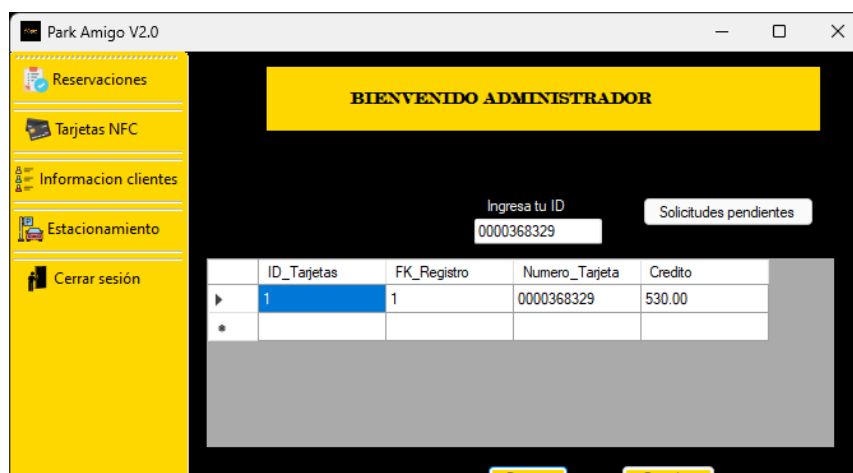 Park Amigo V2.0
Reservaciones
Tarjetas NFC
Informacion clientes
Estacionamiento
Cerrar sesión
BIENVENIDO ADMINISTRADOR
Ingresa tu ID
0000368329
Solicitudes pendientes
ID_Tarjetas FK_Registro Numero_Tarjeta Credito
1 1 0000368329 530.00